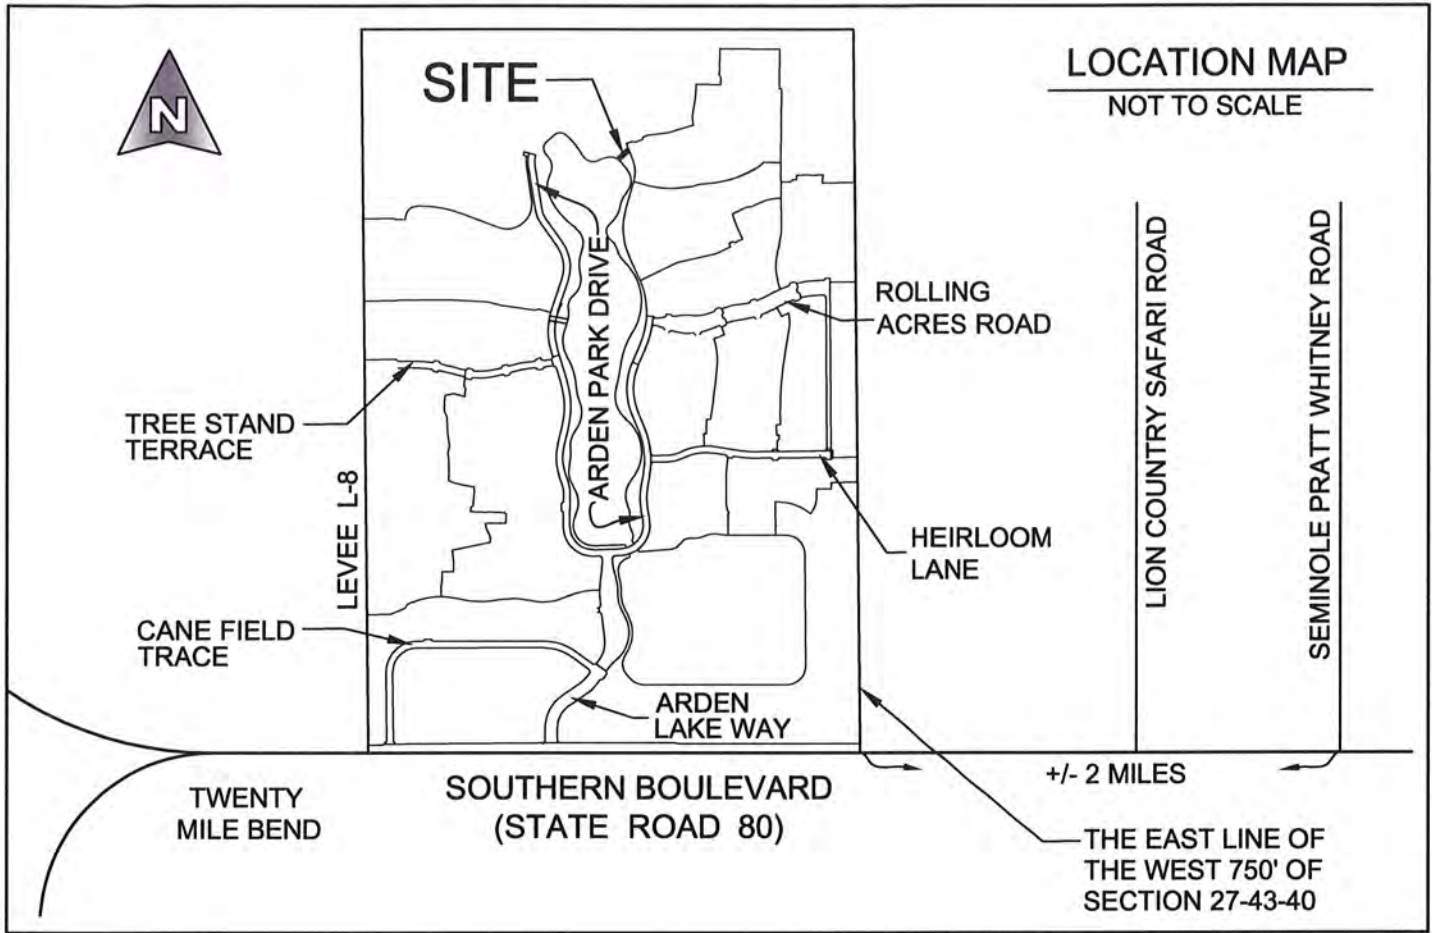 LOCATION MAP
NOT TO SCALE
N
SITE
ARDEN PARK DRIVE
ROLLING
ACRES ROAD
LION COUNTRY SAFARI ROAD
SEMINOLE PRATT WHITNEY ROAD
TREE STAND
TERRACE
LEVEE L-8
HEIRLOOM
LANE
CANE FIELD
TRACE
ARDEN
LAKE WAY
TWENTY
MILE BEND
SOUTHERN BOULEVARD
(STATE ROAD 80)
+/- 2 MILES
THE EAST LINE OF
THE WEST 750' OF
SECTION 27-43-40